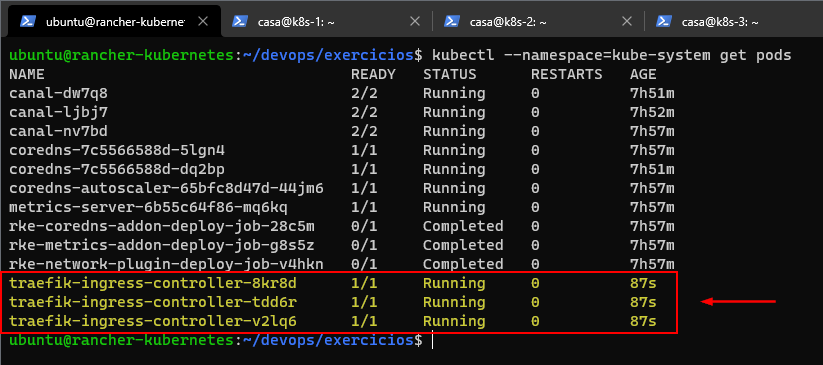 ubuntu@rancher-kubernet casa@k8s-1: ~ casa@k8s-2: ~ casa@k8s-3: ~
ubuntu@rancher-kubernetes:~/devops/exercicios$ kubectl --namespace=kube-system get pods
NAME READY STATUS RESTARTS AGE
canal-dw7q8 2/2 Running 0 7h51m
canal-ljbj7 2/2 Running 0 7h52m
canal-nv7bd 2/2 Running 0 7h52m
coredns-7c5566588d-5lgn4 1/1 Running 0 7h57m
coredns-7c5566588d-dq2bp 1/1 Running 0 7h51m
coredns-autoscaler-65bfc8d47d-44jm6 1/1 Running 0 7h57m
metrics-server-6b55c64f86-mq6kq 1/1 Running 0 7h57m
rke-coredns-addon-deploy-job-28c5m 0/1 Completed 0 7h57m
rke-metrics-addon-deploy-job-g8s5z 0/1 Completed 0 7h57m
rke-network-plugin-deploy-job-v4hkn 0/1 Completed 0 7h57m
traefik-ingress-controller-8kr8d 1/1 Running 0 87s
traefik-ingress-controller-tdd6r 1/1 Running 0 87s
traefik-ingress-controller-v2lq6 1/1 Running 0 87s
ubuntu@rancher-kubernetes:~/devops/exercicios$